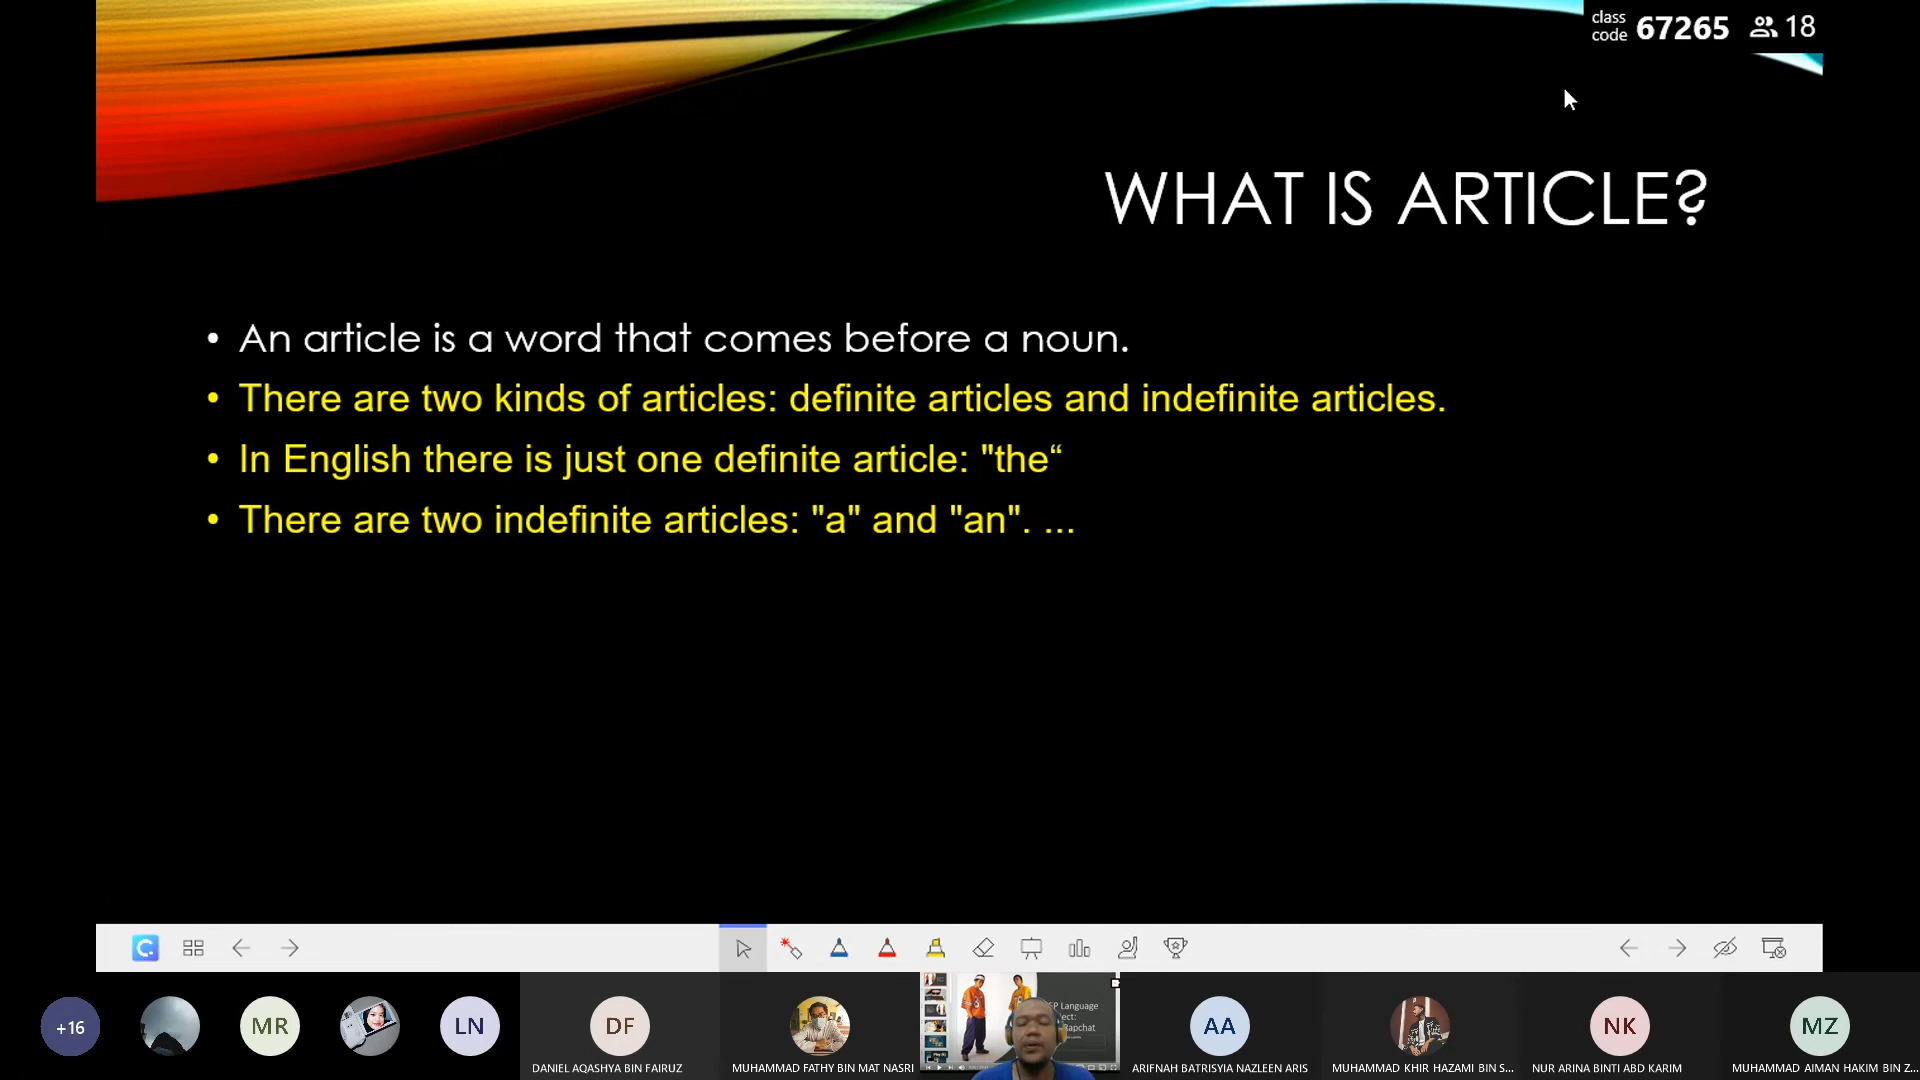 class
code 67265 18
WHAT IS ARTICLE?
• An article is a word that comes before a noun.
• There are two kinds of articles: definite articles and indefinite articles.
• In English there is just one definite article: "the“
• There are two indefinite articles: "a" and "an". ...
+16
MR
LN
DF
DANIEL AQASHYA BIN FAIRUZ
MUHAMMAD FATHY BIN MAT NASRI
Language
Rapchat
AA
ARIFNAH BATRISYIA NAZLEEN ARIS
MUHAMMAD KHIR HAZAMI BIN S...
NK
NUR ARINA BINTI ABD KARIM
MZ
MUHAMMAD AIMAN HAKIM BIN Z...